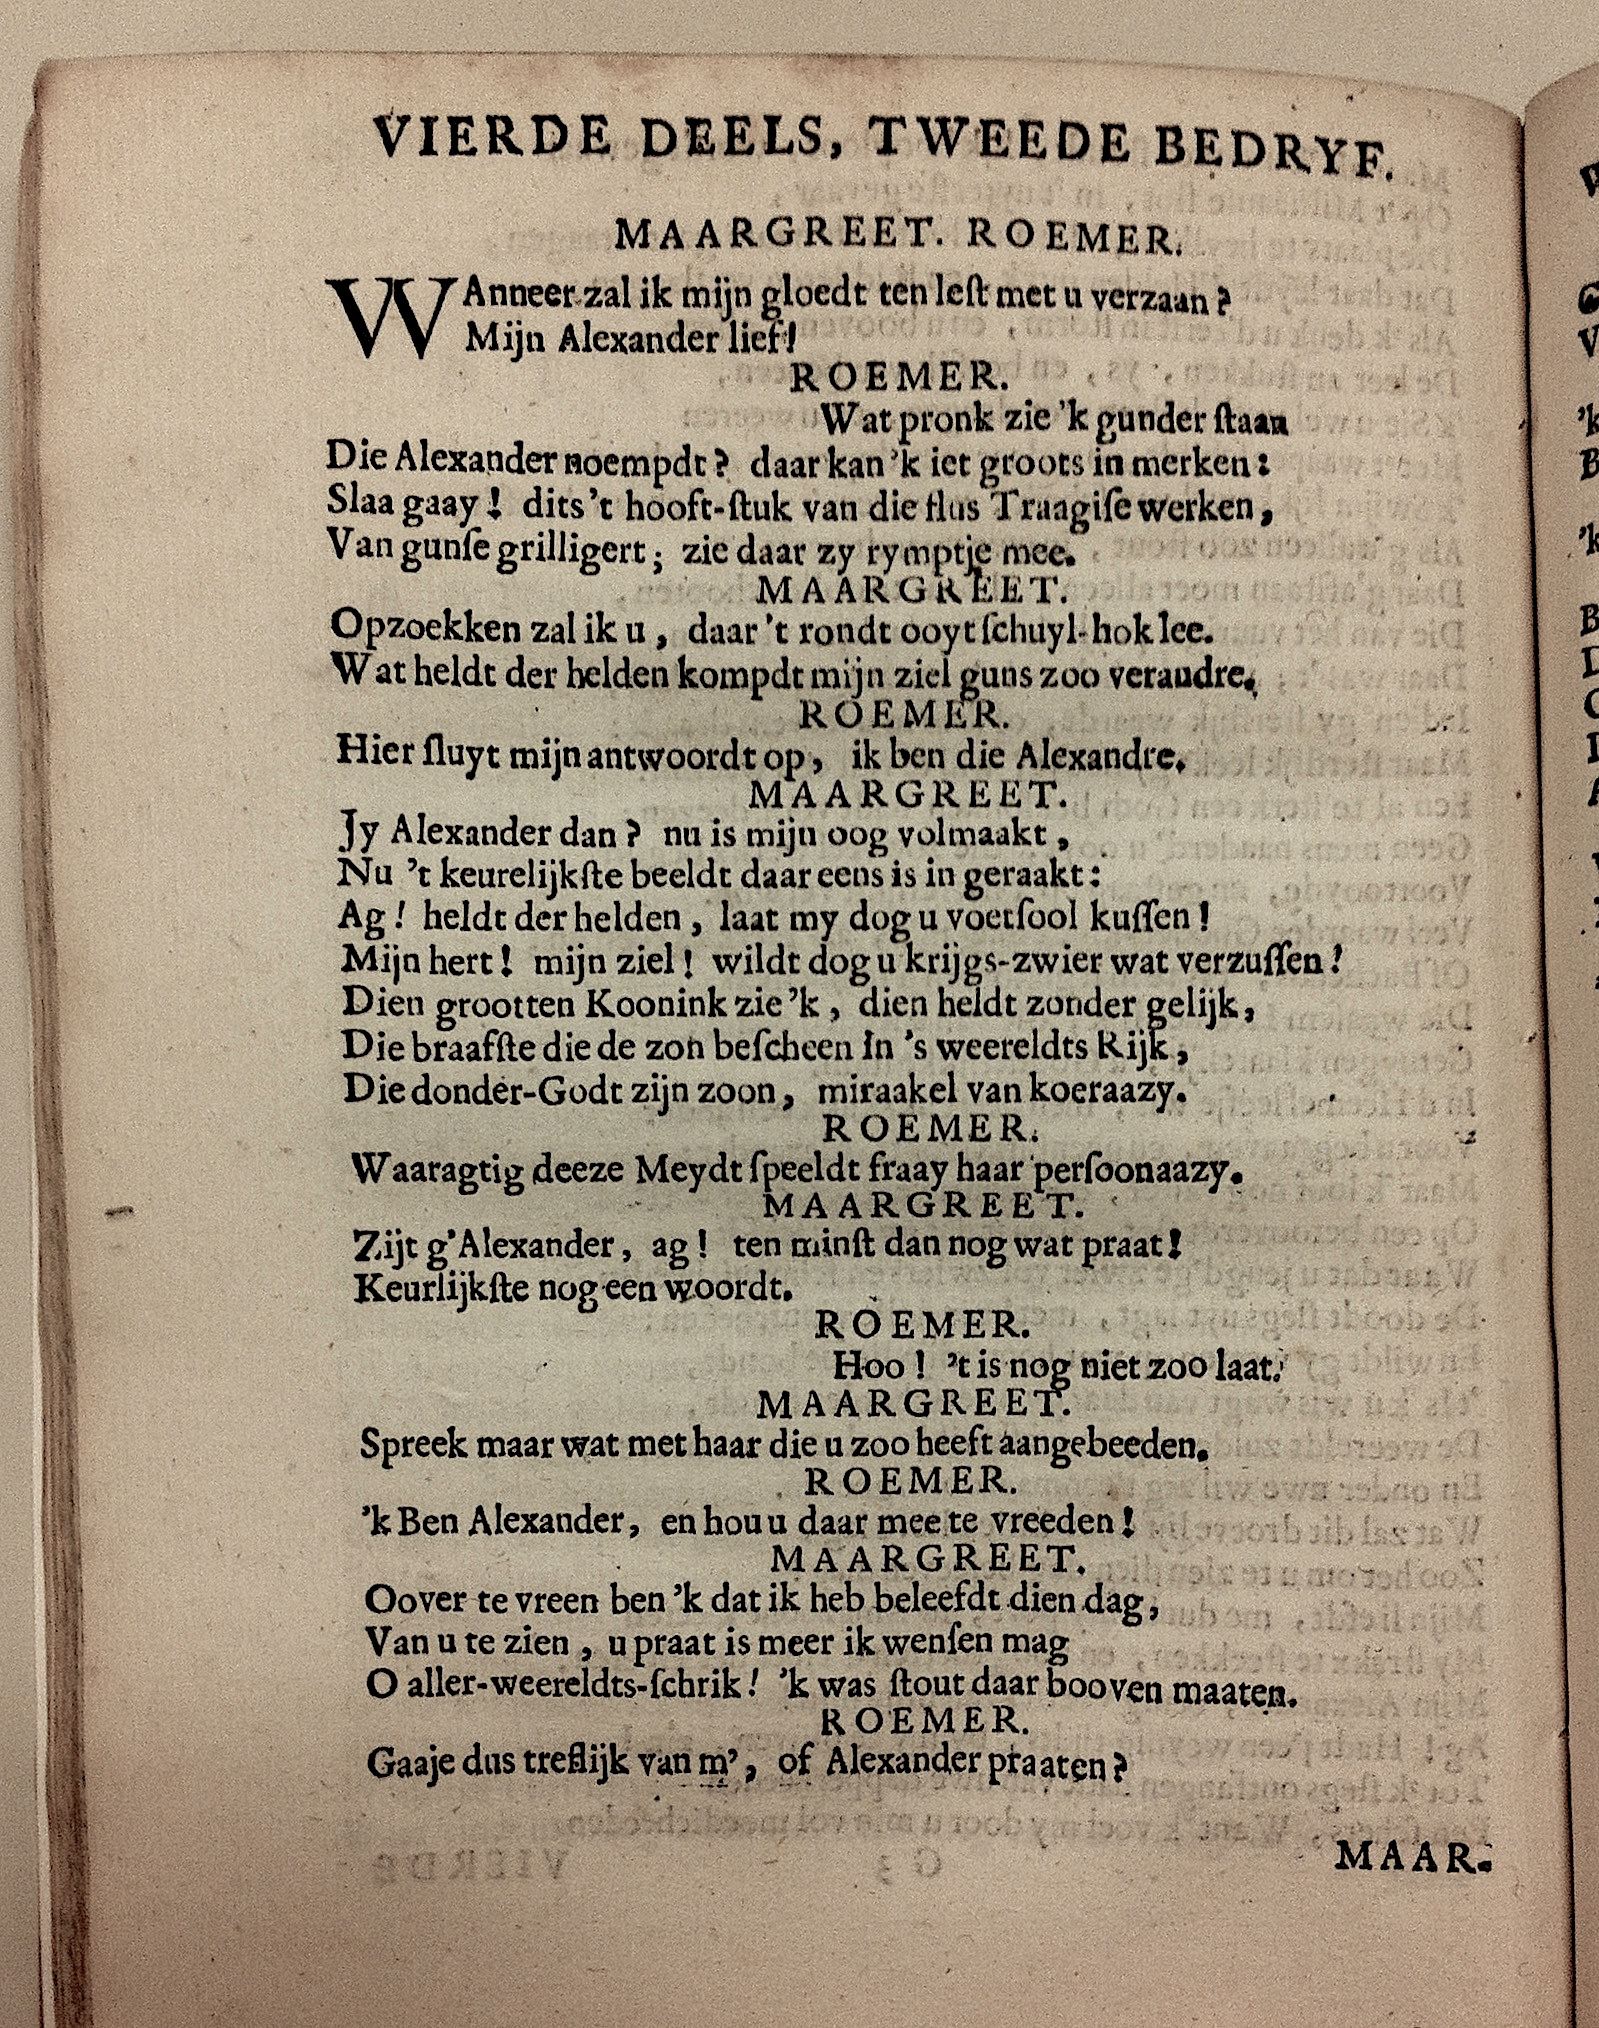 VIERDE DEELS, TWEEDE BEDRYF.
MAARGREET. ROEMER.
WAnneer zal ik mijn gloedt ten leſt met u verzaan?
Mijn Alexander lief!
ROEMER.
Wat pronk zie 'k gunder ſtaan
Die Alexander noempdt? daar kan 'k iet groots in merken:
Slaa gaay! dits 't hooft-ſtuk van die flus Traagiſe werken,
Van gunſe grilligert; zie daar zy rymptje mee.
MAARGREET.
Opzoekken zal ik u, daar 't rondt ooyt ſchuyl-hok lee.
Wat heldt der helden kompdt mijn ziel guns zoo veraudre.
ROEMER.
Hier ſluyt mijn antwoordt op, ik ben die Alexandre.
MAARGREET.
Jy Alexander dan? nu is mijn oog volmaakt,
Nu 't keurelijkſte beeldt daar eens is in geraakt:
Ag! heldt der helden, laat my dog u voetſool kuſſen!
Mijn hert! mijn ziel! wildt dog u krijgs-zwier wat verzuſſen!
Dien grootten Koonink zie 'k, dien heldt zonder gelijk,
Die braafſte die de zon beſcheen in 's weereldts Rijk,
Die donder-Godt zijn zoon, miraakel van koeraazy.
ROEMER.
Waaragtig deeze Meydt ſpeeldt fraay haar perſoonaazy.
MAARGREET.
Zijt g'Alexander, ag! ten minſt dan nog wat praat!
Keurlijkſte nog een woordt.
ROEMER.
Hoo! 't is nog niet zoo laat.
MAARGREET.
Spreek maar wat met haar die u zoo heeft aangebeeden.
ROEMER.
'k Ben Alexander, en hou u daar mee te vreeden!
MAARGREET.
Oover te vreen ben 'k dat ik heb beleefdt dien dag,
Van u te zien, u praat is meer ik wenſen mag
O aller-weereldts-ſchrik! 'k was ſtout daar booven maaten.
ROEMER.
Gaaje dus treflijk van m', of Alexander praaten?
MAAR.